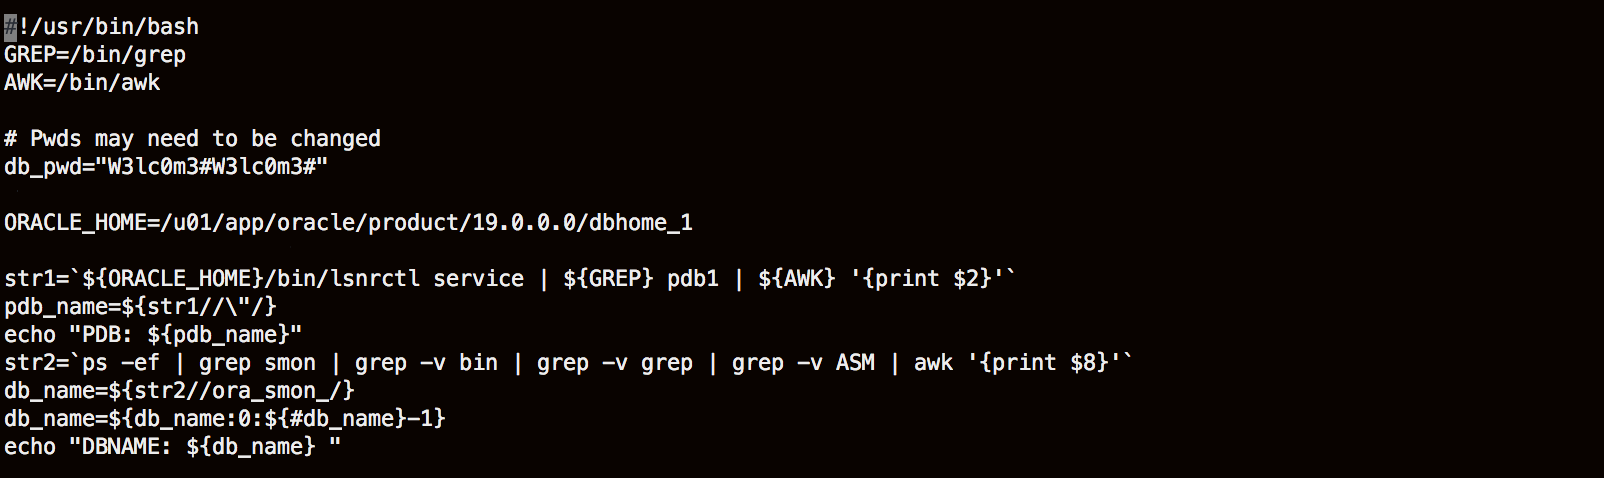 #!/usr/bin/bash
GREP=/bin/grep
AWK=/bin/awk
# Pwds may need to be changed
db_pwd="W3lc0m3#W3lc0m3#"
ORACLE_HOME=/u01/app/oracle/product/19.0.0.0/dbhome_1
str1=`${ORACLE_HOME}/bin/lsnrctl service | ${GREP} pdb1 | ${AWK} '{print $2}'`
pdb_name=${str1//\"/}
echo "PDB: ${pdb_name}"
str2=`ps -ef | grep smon | grep -v bin | grep -v grep | grep -v ASM | awk '{print $8}'`
db_name=${str2//ora_smon_/}
db_name=${db_name:0:${#db_name}-1}
echo "DBNAME: ${db_name} "